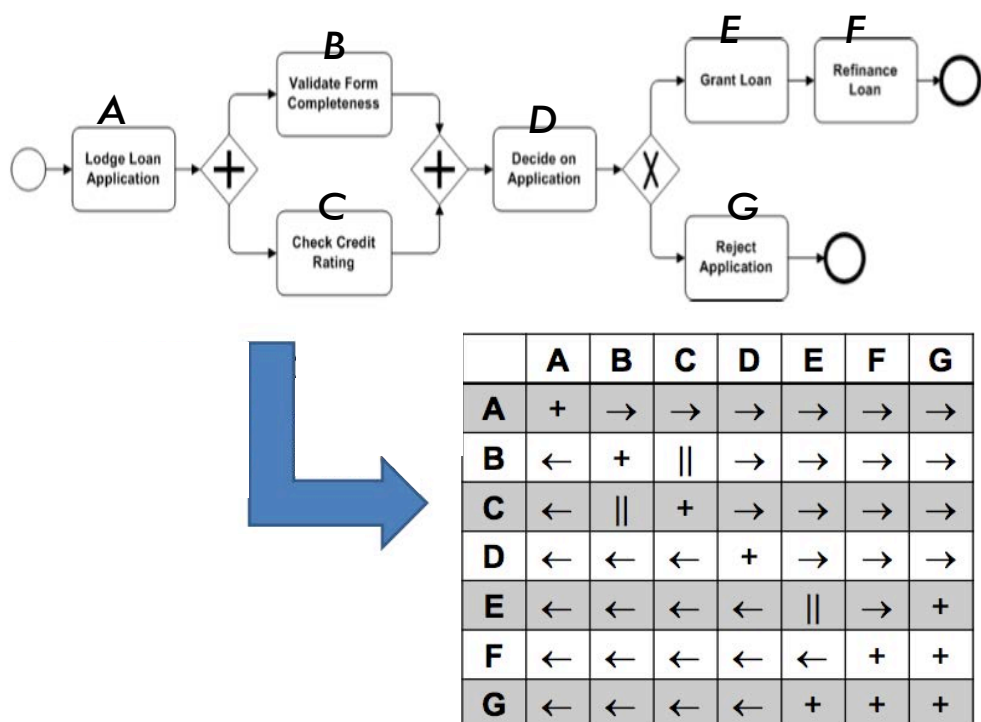 A
Lodge Loan
Application
B
Validate Form
Completeness
C
Check Credit
Rating
D
Decide on
Application
X
E
Grant Loan
F
Refinance
Loan
G
Reject
Application
A B C D E F G
A + → → → → → →
B ← + || → → → →
C ← || + → → → →
D ← ← ← + → → →
E ← ← ← ← || → +
F ← ← ← ← ← + +
G ← ← ← ← + + +